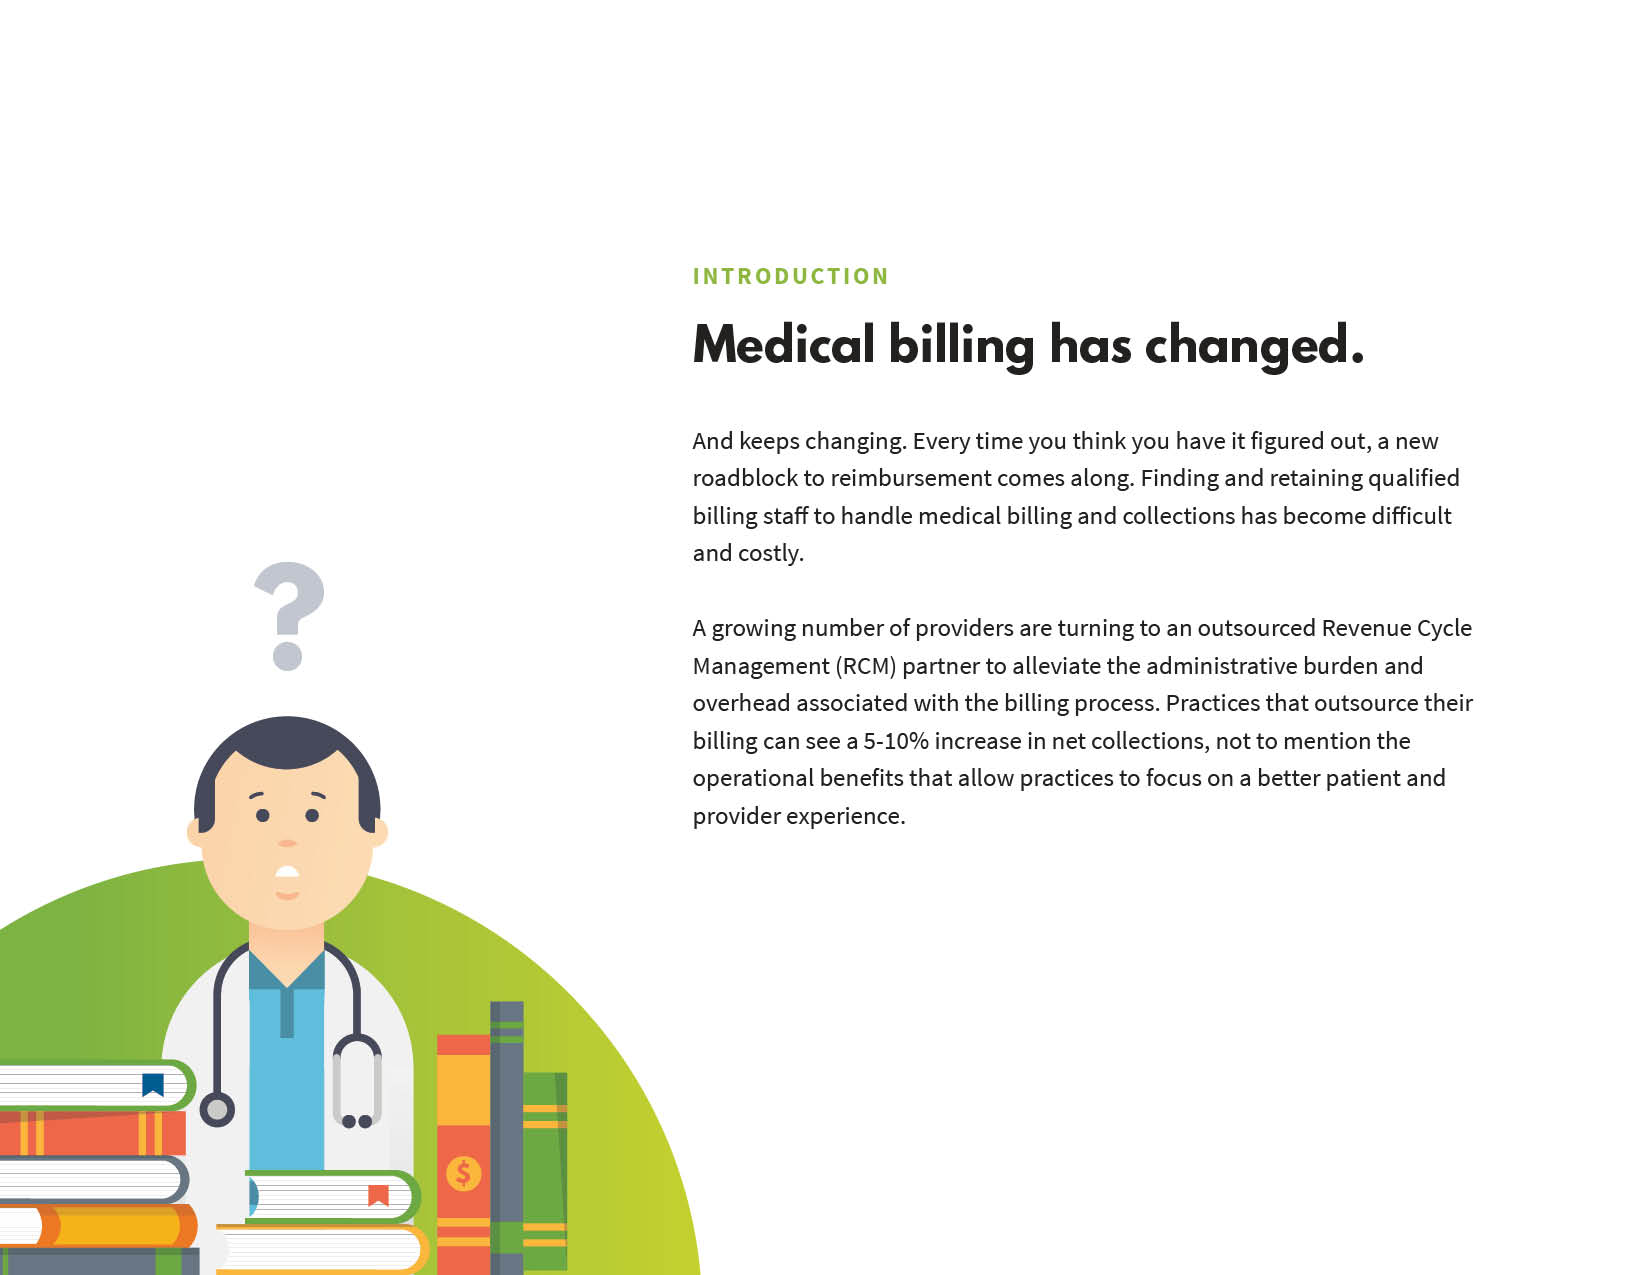 INTRODUCTION
Medical billing has changed.
And keeps changing. Every time you think you have it figured out, a new
roadblock to reimbursement comes along. Finding and retaining qualified
billing staff to handle medical billing and collections has become difficult
and costly.
A growing number of providers are turning to an outsourced Revenue Cycle
Management (RCM) partner to alleviate the administrative burden and
overhead associated with the billing process. Practices that outsource their
billing can see a 5-10% increase in net collections, not to mention the
operational benefits that allow practices to focus on a better patient and
provider experience.
?
$